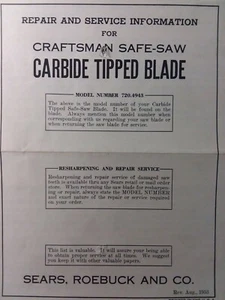 REPAIR AND SERVICE INFORMATION
FOR
CRAFTSMAN SAFE-SAW
CARBIDE TIPPED BLADE
MODEL NUMBER 720.4943
The above is the model number of your Carbide
Tipped Safe-Saw Blade. It will be found on the
blade. Always mention this model number when
corresponding with us regarding your saw blade or
when returning the saw blade for service.
RESHARPENING AND REPAIR SERVICE
Resharpening and repair service of damaged saw
teeth is available thru any Sears retail or mail order
store. When returning the saw blade for resharpen-
ing or repair, always state the MODEL NUMBER
and exact nature of the repair or service required
on your order.
This list is valuable. It will assure your being able
to obtain proper service at all times. We suggest
you keep it with other valuable papers.
SEARS, ROEBUCK AND CO.
Rev. Aug.